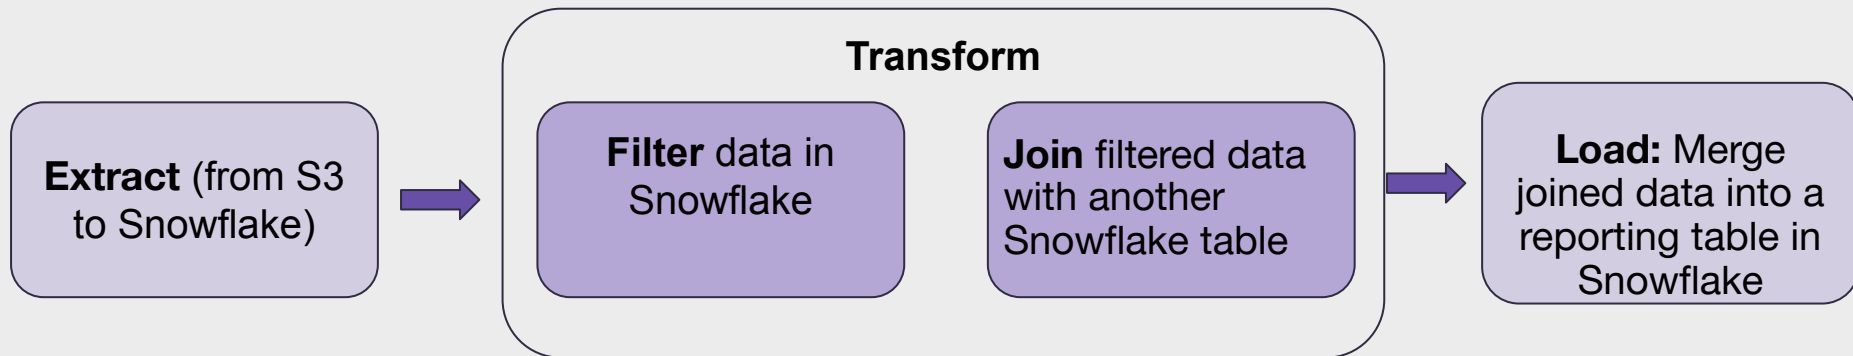 Transform
Extract (from S3
to Snowflake)
Filter data in
Snowflake
Join filtered data
with another
Snowflake table
Load: Merge
joined data into a
reporting table in
Snowflake